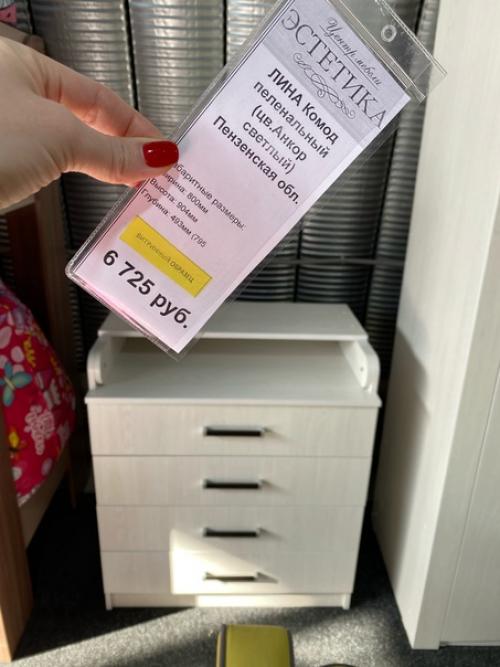 Центр мебели
ЭСТЕТИКА
ЛИНА Комод
пеленальный
(цв.Анкор
светлый)
Пензенская обл.
габаритные размеры:
ширина: 800мм
Высота: 904мм
Глубина: 493мм (795
ВИТРИННЫЙ ОБРАЗЕЦ
6 725 руб.